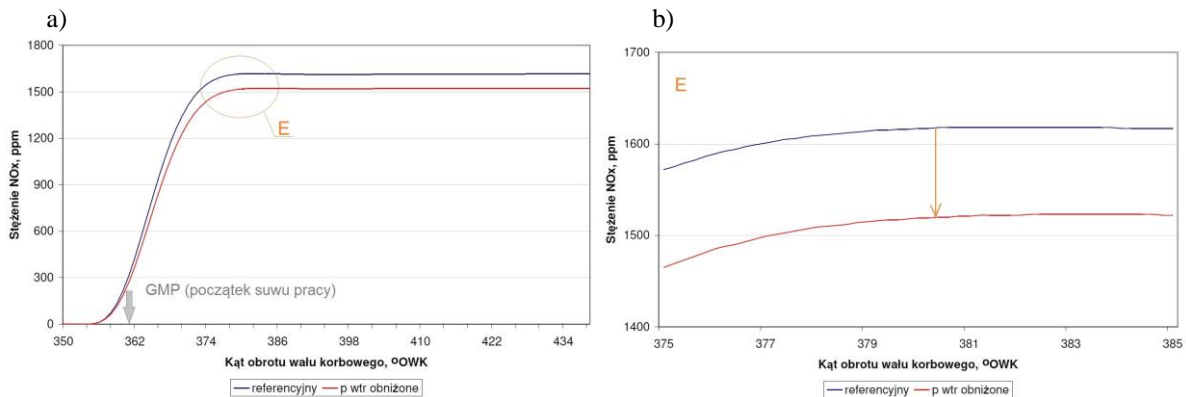 a)
Stężenie NOx, ppm
1800
1500
1200
900
600
300
0
E
GMP (początek suwu pracy)
350 362 374 386 398 410 422 434
Kąt obrotu wału korbowego, ºOWK
referencyjny p wtr obniżone
b)
Stężenie NOx, ppm
1700
1600
1500
1400
E
375 377 379 381 383 385
Kąt obrotu wału korbowego, ºOWK
referencyjny p wtr obniżone